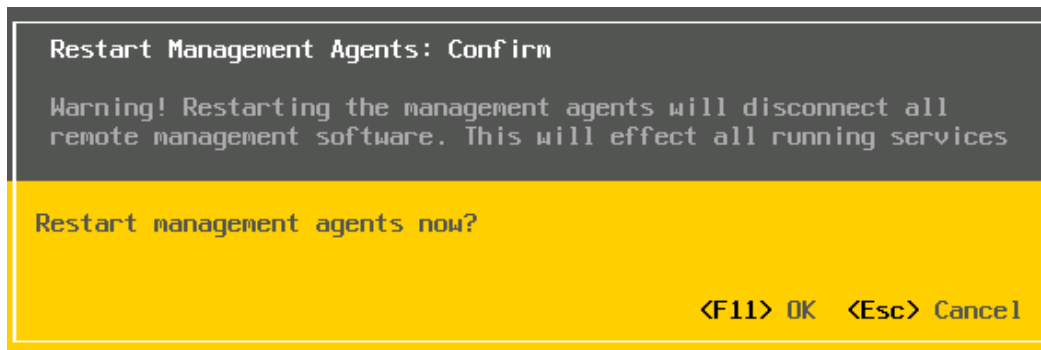 Restart Management Agents: Confirm
Warning! Restarting the management agents will disconnect all
remote management software. This will effect all running services
Restart management agents now?
<F11> OK <Esc> Cancel